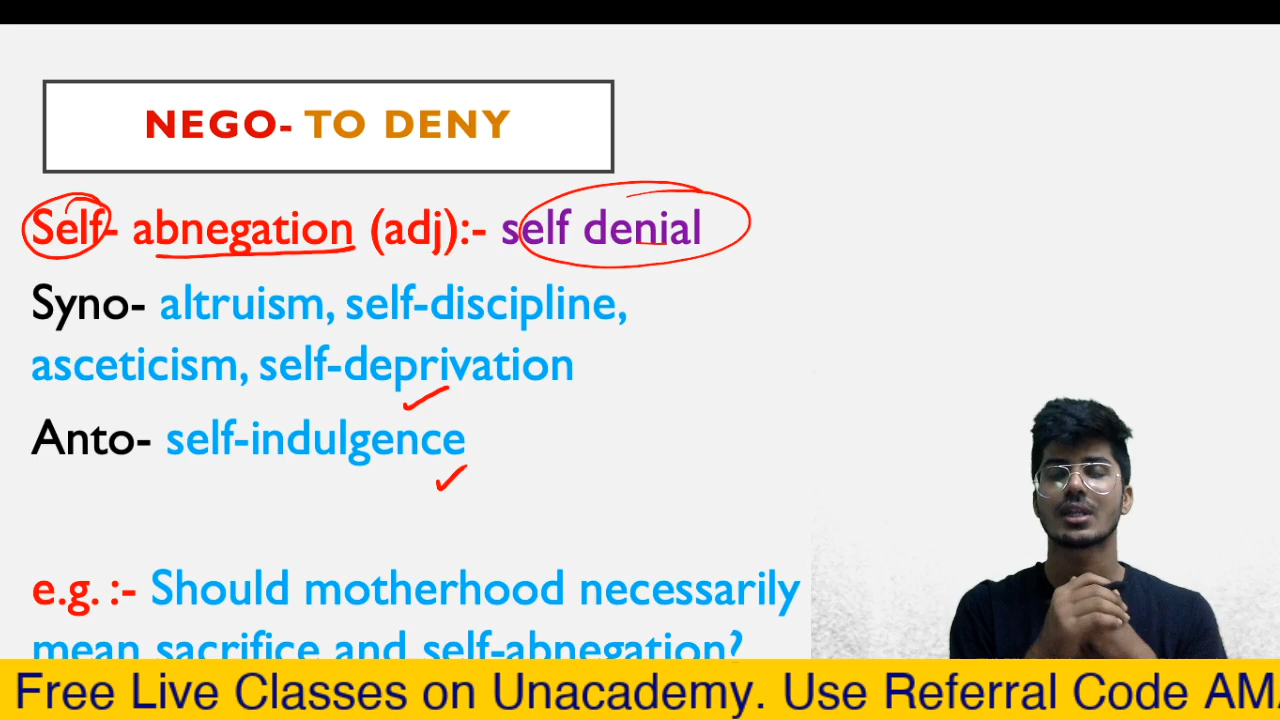 NEGO- TO DENY
Self- abnegation (adj):- self denial
Syno- altruism, self-discipline,
asceticism, self-deprivation
Anto- self-indulgence
e.g. :- Should motherhood necessarily
mean sacrifice and self-abnegation?
Free Live Classes on Unacademy. Use Referral Code AM